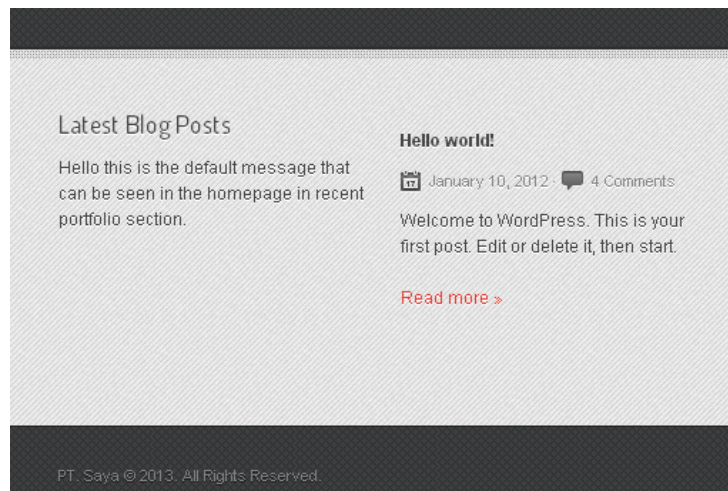 Latest Blog Posts
Hello this is the default message that
can be seen in the homepage in recent
portfolio section.
Hello world!
17 January 10, 2012 · 4 Comments
Welcome to WordPress. This is your
first post. Edit or delete it, then start.
Read more »
PT. Saya © 2013. All Rights Reserved.